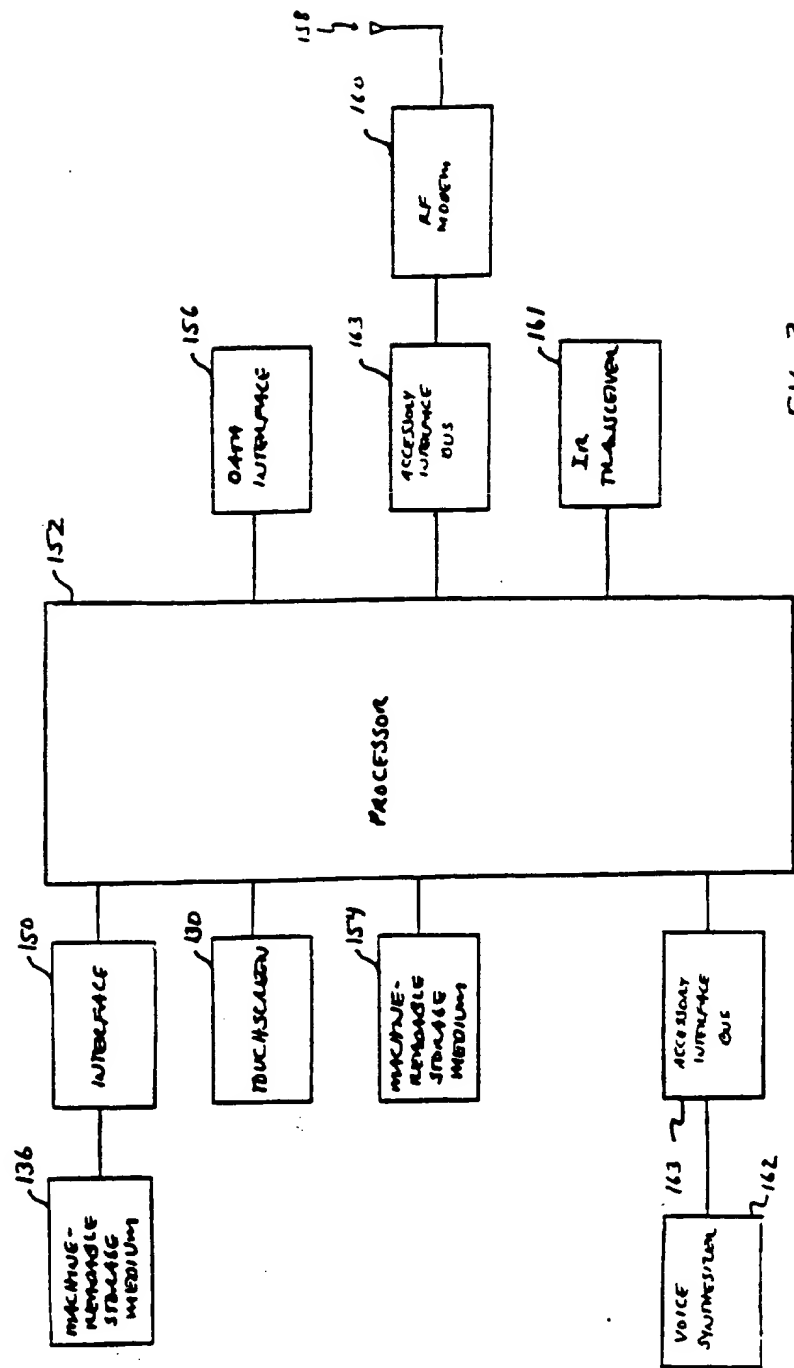 158
160
RF
MODEM
156
DATA
INTERFACE
163
ACCESSORY
INTERFACE
BUS
161
IR
TRANSCEIVER
152
PROCESSOR
150
INTERFACE
130
TOUCHSCREEN
154
MACHINE-
READABLE
STORAGE
MEDIUM
ACCESSORY
INTERFACE
BUS
136
MACHINE-
READABLE
STORAGE
MEDIUM
163
162
VOICE
SYNTHESIZER